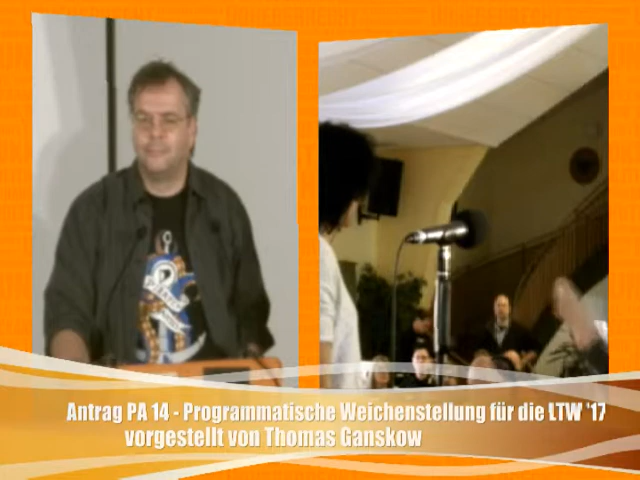 Antrag PA 14 - Programmatische Weichenstellung für die LTW '17
vorgestellt von Thomas Ganskow